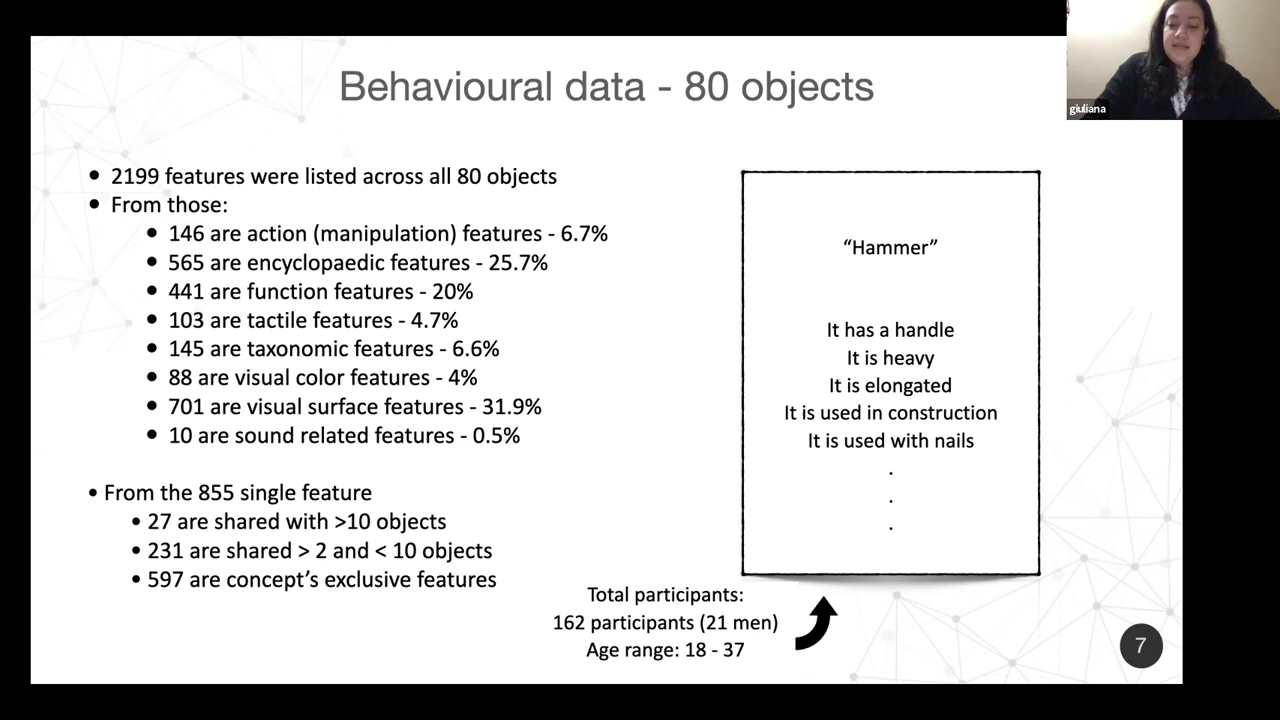 giuliana
Behavioural data - 80 objects
• 2199 features were listed across all 80 objects
• From those:
• 146 are action (manipulation) features - 6.7%
• 565 are encyclopaedic features - 25.7%
• 441 are function features - 20%
• 103 are tactile features - 4.7%
• 145 are taxonomic features - 6.6%
• 88 are visual color features - 4%
• 701 are visual surface features - 31.9%
• 10 are sound related features - 0.5%
• From the 855 single feature
• 27 are shared with >10 objects
• 231 are shared > 2 and < 10 objects
• 597 are concept’s exclusive features
“Hammer”
It has a handle
It is heavy
It is elongated
It is used in construction
It is used with nails
.
.
.
Total participants:
162 participants (21 men)
Age range: 18 - 37
7